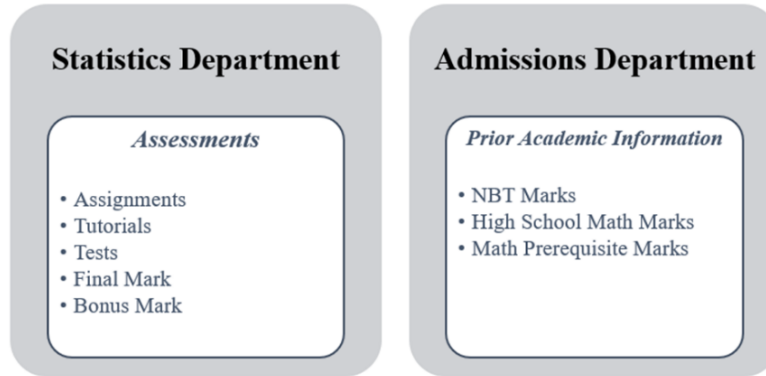 Statistics Department
Assessments
• Assignments
• Tutorials
• Tests
• Final Mark
• Bonus Mark
Admissions Department
Prior Academic Information
• NBT Marks
• High School Math Marks
• Math Prerequisite Marks